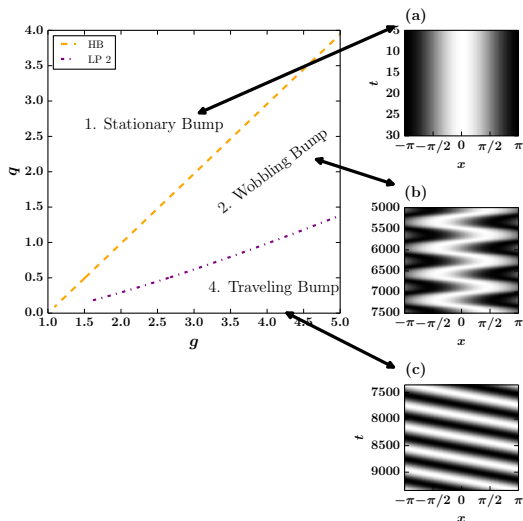 HB
LP 2
4.0
3.5
3.0
2.5
2.0
1.5
1.0
0.5
0.0
q
1. Stationary Bump
2. Wobbling Bump
4. Traveling Bump
1.0 1.5 2.0 2.5 3.0 3.5 4.0 4.5 5.0
g
(a)
5
10
15
20
25
30
t
−π −π/2 0 π/2 π
x
(b)
5000
5500
6000
6500
7000
7500
−π −π/2 0 π/2 π
x
(c)
7500
8000
8500
9000
t
−π −π/2 0 π/2 π
x